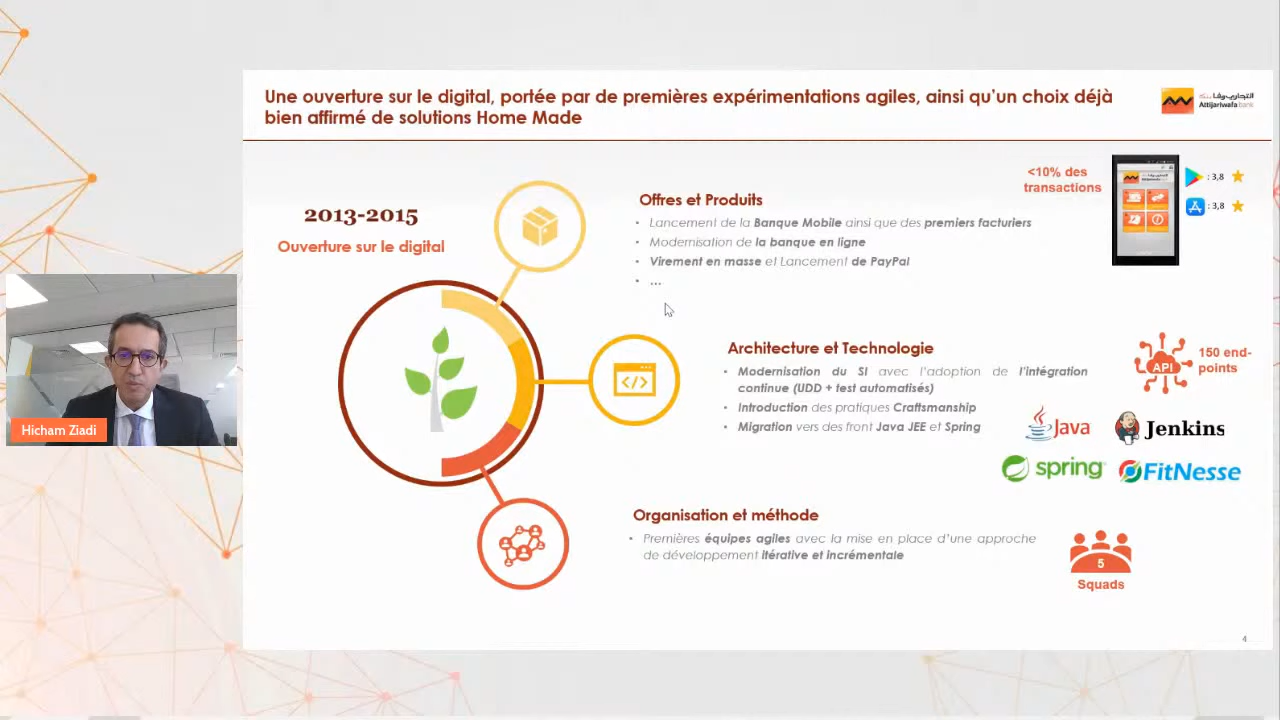 Une ouverture sur le digital, portée par de premières expérimentations agiles, ainsi qu'un choix déjà
bien affirmé de solutions Home Made
التجاري وفا بنك
Attijariwafa bank
2013-2015
Ouverture sur le digital
Offres et Produits
• Lancement de la Banque Mobile ainsi que des premiers facturiers
• Modernisation de la banque en ligne
• Virement en masse et Lancement de PayPal
• ...
<10% des
transactions
: 3,8
: 3,8
Hicham Ziadi
</>
Architecture et Technologie
• Modernisation du SI avec l'adoption de l'intégration
continue (UDD + test automatisés)
• Introduction des pratiques Craftsmanship
• Migration vers des front Java JEE et Spring
API
150 end-
points
Java
Jenkins
spring
FitNesse
Organisation et méthode
• Premières équipes agiles avec la mise en place d'une approche
de développement itérative et incrémentale
5
Squads
4